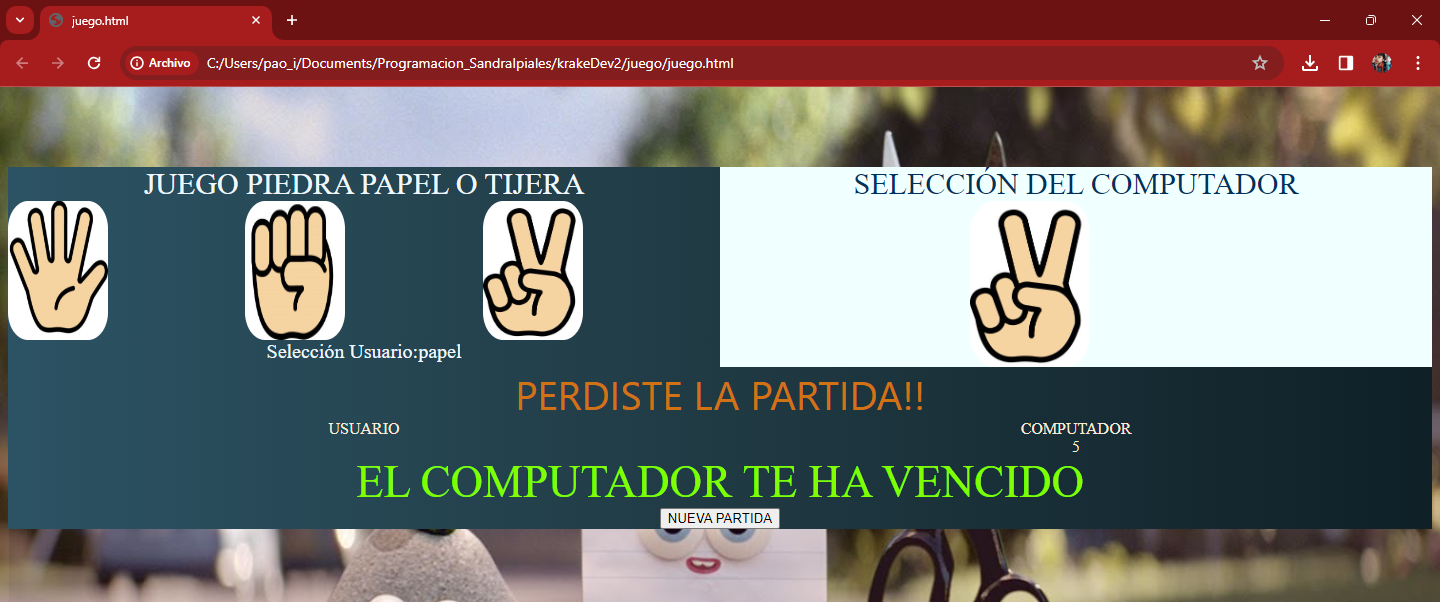 juego.html
Archivo C:/Users/pao_i/Documents/Programacion_SandraIpiales/krakeDev2/juego/juego.html
JUEGO PIEDRA PAPEL O TIJERA
Selección Usuario:papel
SELECCIÓN DEL COMPUTADOR
PERDISTE LA PARTIDA!!
USUARIO
COMPUTADOR
5
EL COMPUTADOR TE HA VENCIDO
NUEVA PARTIDA